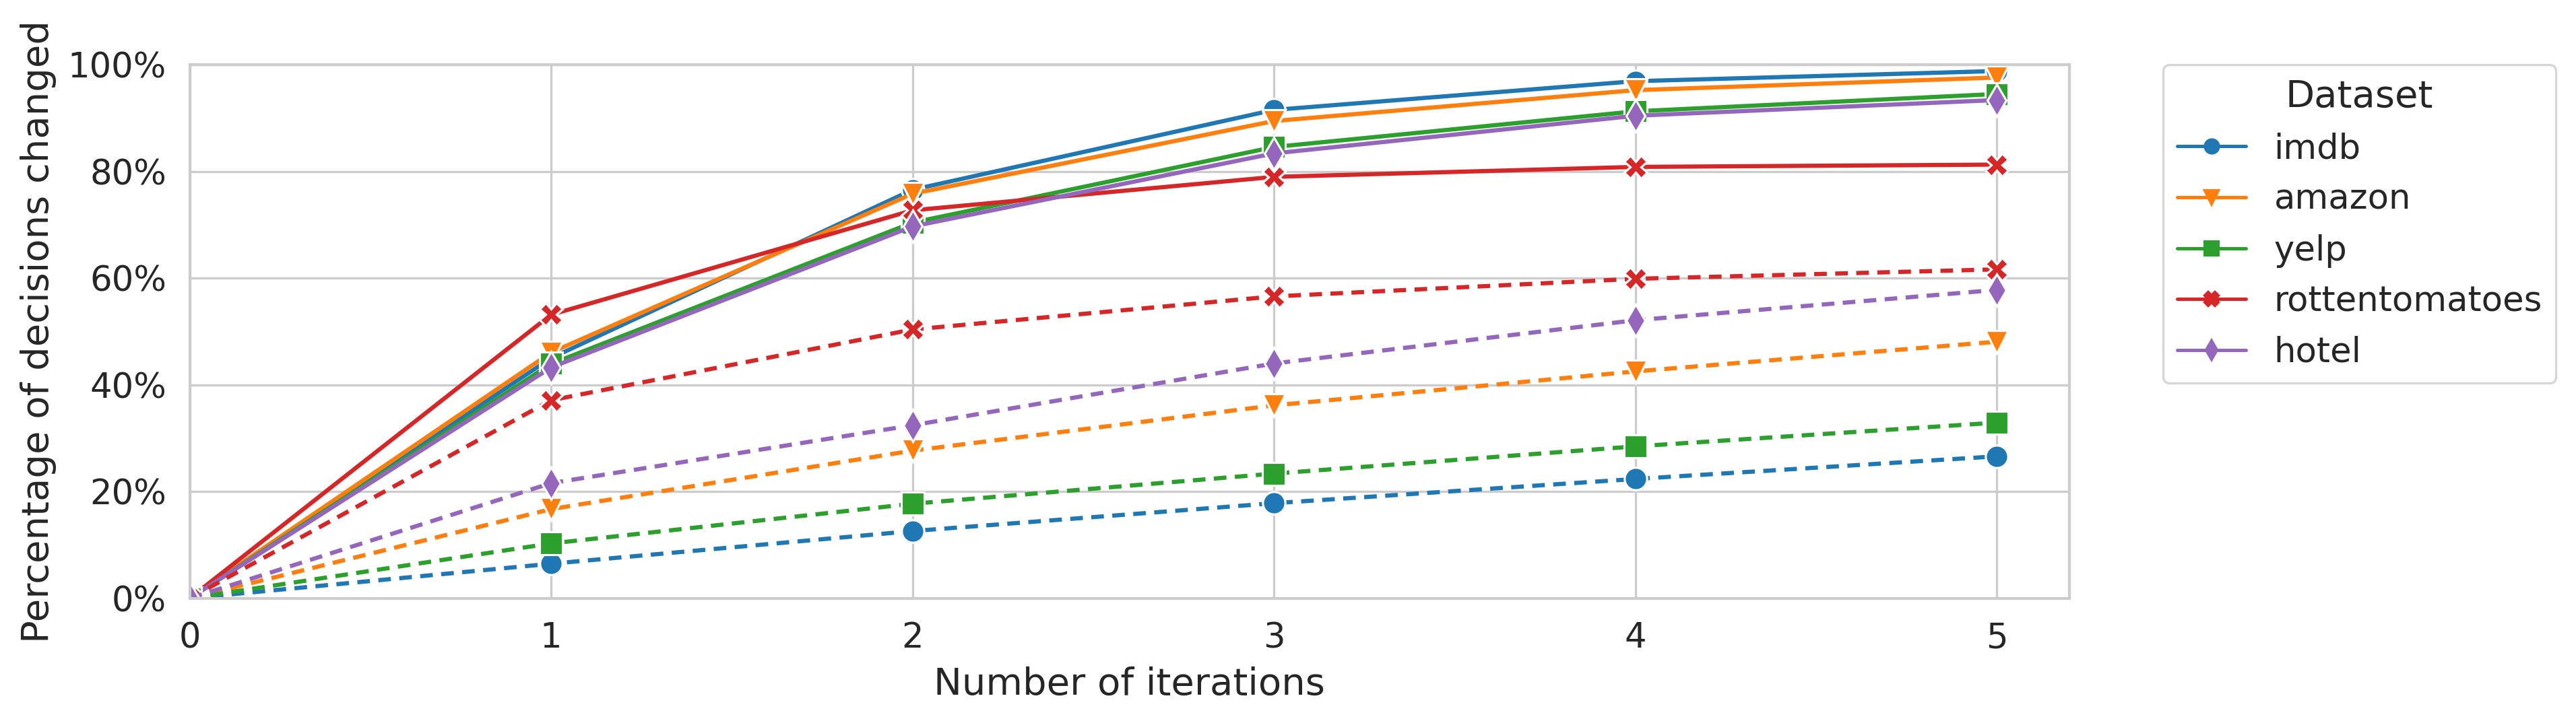 Percentage of decisions changed
100%
80%
60%
40%
20%
0%
0 1 2 3 4 5
Number of iterations
Dataset
imdb
amazon
yelp
rottentomatoes
hotel